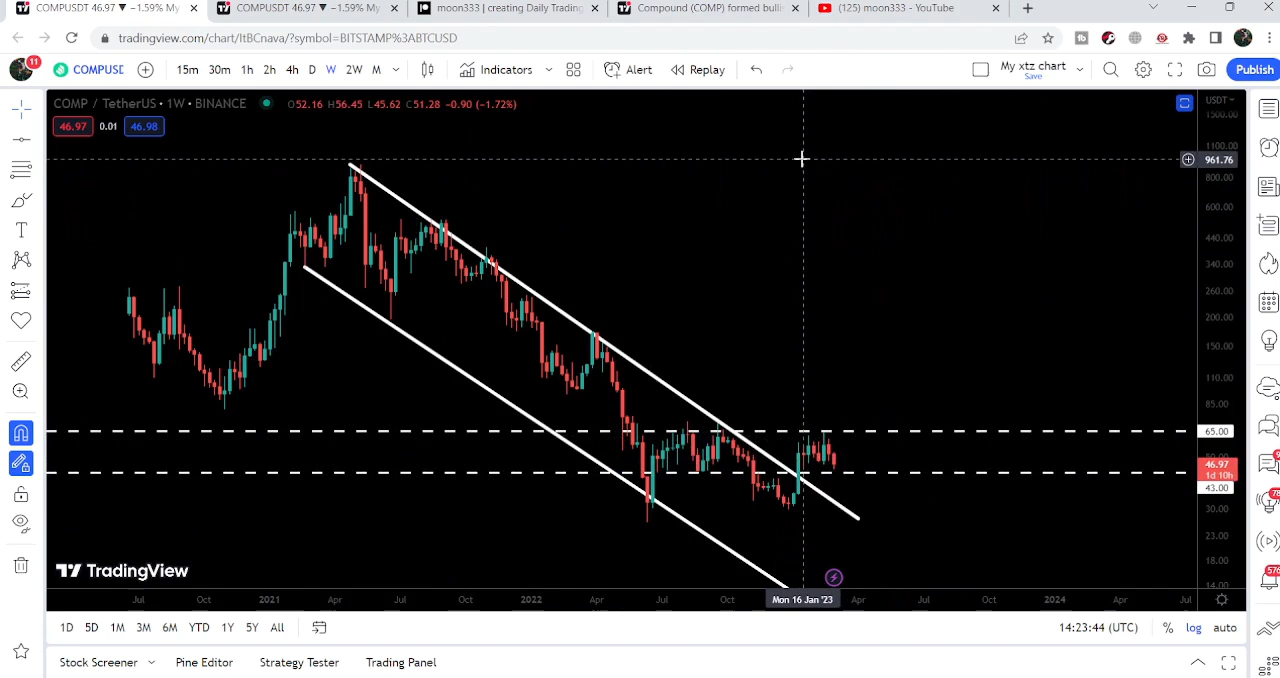 COMPUSDT 46.97 ▼ −1.59% My
COMPUSDT 46.97 ▼ −1.59% My
moon333 | creating Daily Trading
Compound (COMP) formed bulli
(125) moon333 - YouTube
tradingview.com/chart/ItBCnava/?symbol=BITSTAMP%3ABTCUSD
11
COMPUSD
15m 30m 1h 2h 4h D W 2W M
Indicators
Alert
Replay
My xtz chart
Save
Publish
COMP / TetherUS · 1W · BINANCE
O52.16 H56.45 L45.62 C51.28 −0.90 (−1.72%)
46.97 0.01 46.98
USDT
1500.00
1100.00
961.76
800.00
600.00
440.00
340.00
260.00
200.00
150.00
110.00
85.00
65.00
46.97
1d 10h
43.00
30.00
23.00
18.00
14.00
TradingView
Jul Oct 2021 Apr Jul Oct 2022 Apr Jul Oct Mon 16 Jan '23 Apr Jul Oct 2024 Apr Jul
1D 5D 1M 3M 6M YTD 1Y 5Y All
14:23:44 (UTC) % log auto
Stock Screener Pine Editor Strategy Tester Trading Panel